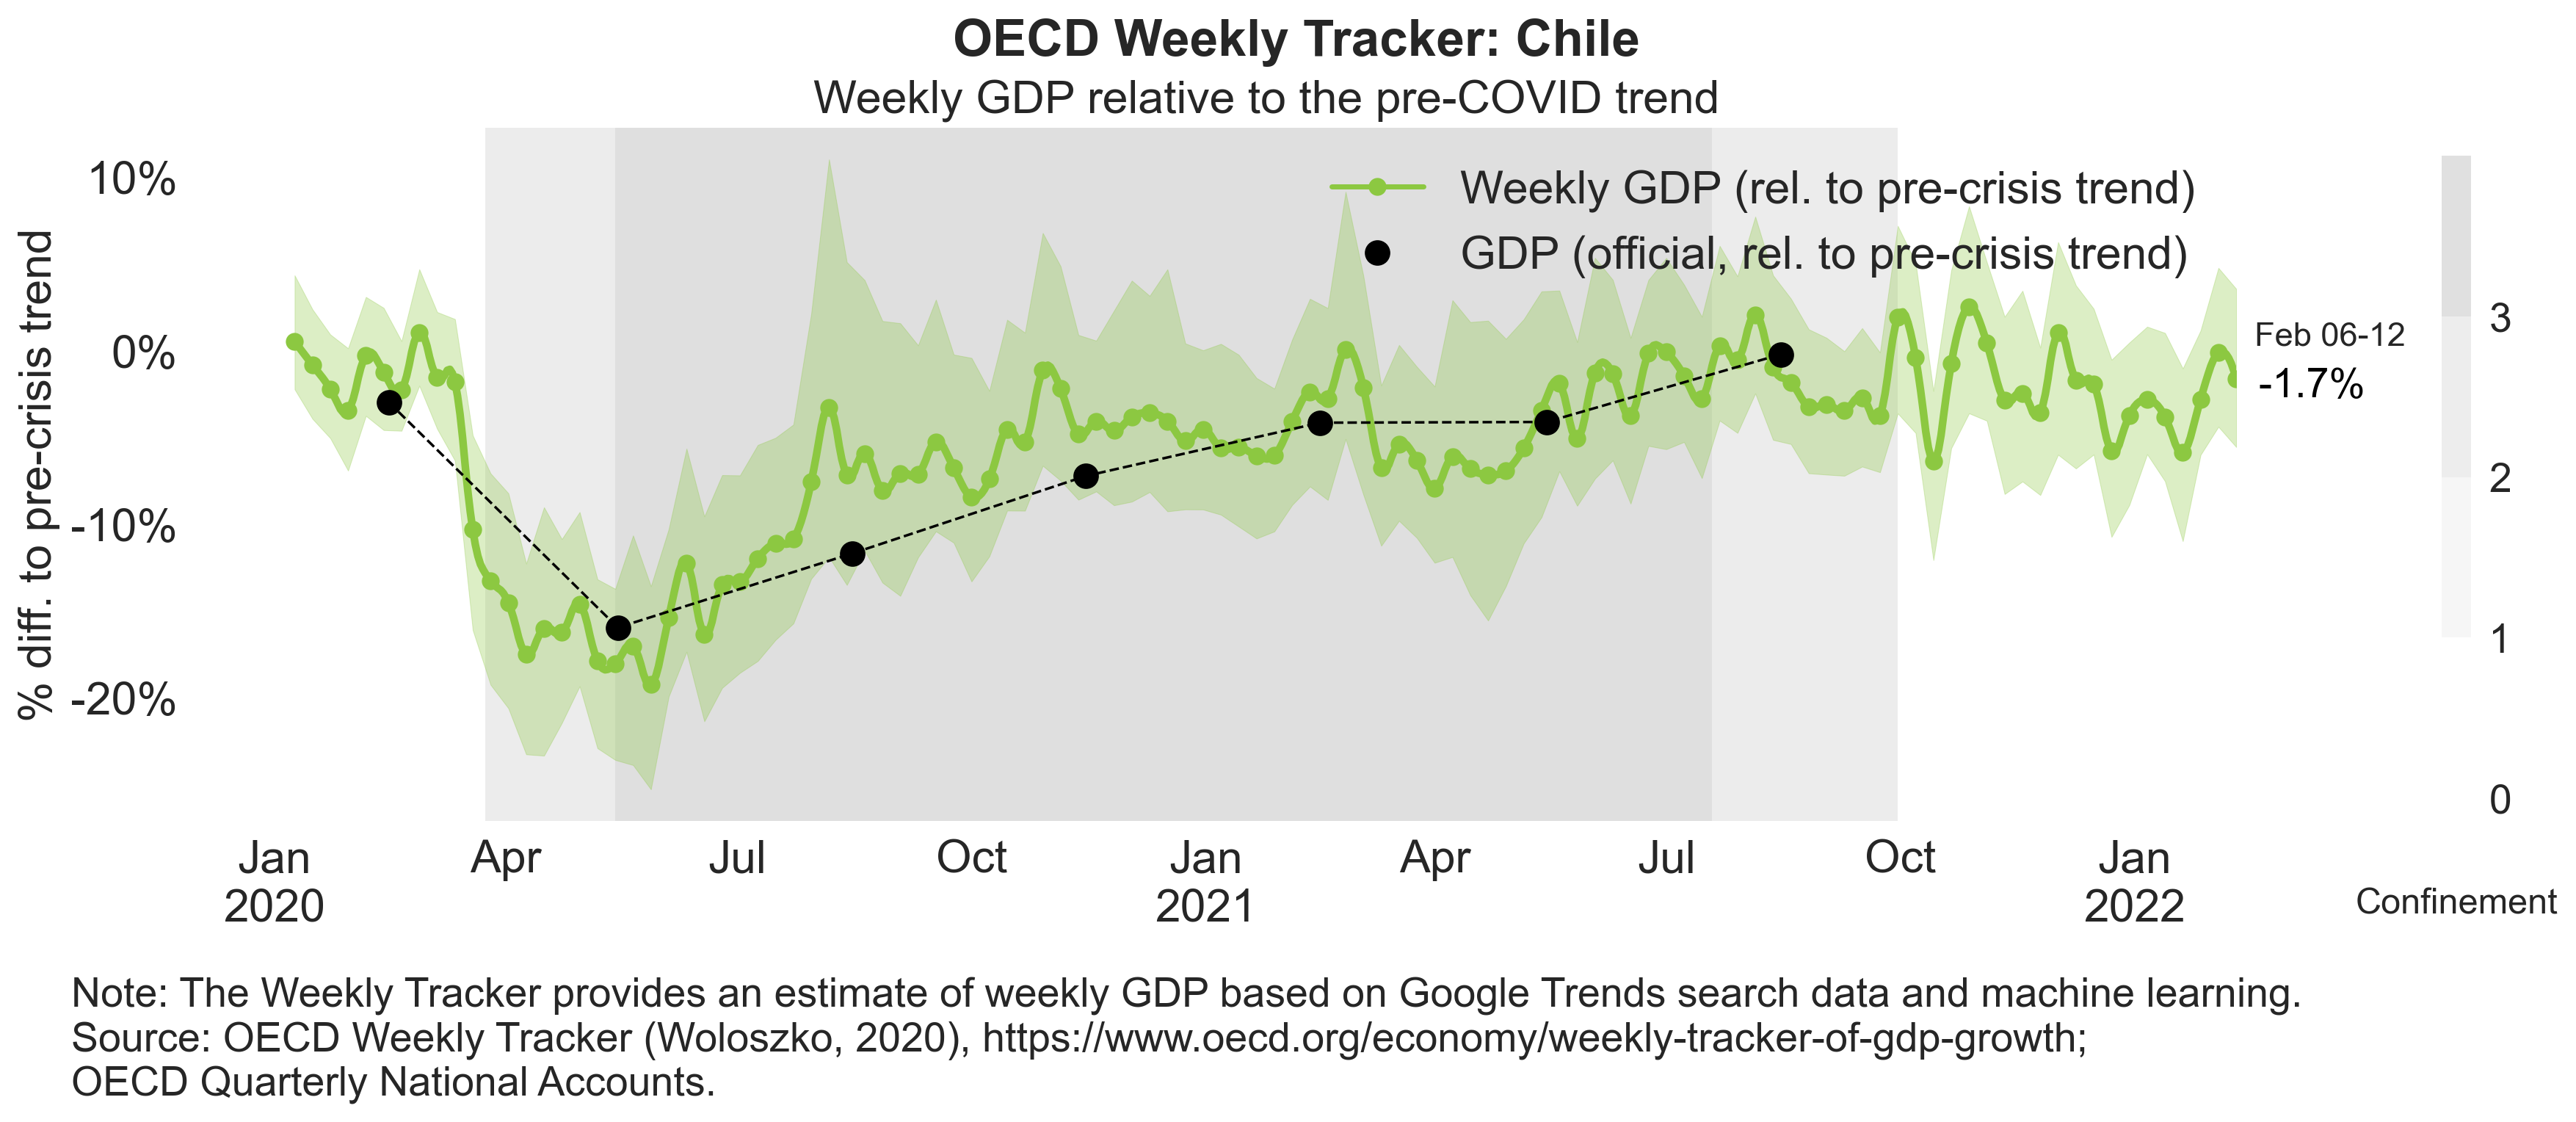 OECD Weekly Tracker: Chile
Weekly GDP relative to the pre-COVID trend
% diff. to pre-crisis trend
10%
0%
-10%
-20%
Weekly GDP (rel. to pre-crisis trend)
GDP (official, rel. to pre-crisis trend)
Feb 06-12
-1.7%
3
2
1
0
Confinement
Jan Apr Jul Oct Jan Apr Jul Oct Jan
2020 2021 2022
Note: The Weekly Tracker provides an estimate of weekly GDP based on Google Trends search data and machine learning.
Source: OECD Weekly Tracker (Woloszko, 2020), https://www.oecd.org/economy/weekly-tracker-of-gdp-growth;
OECD Quarterly National Accounts.